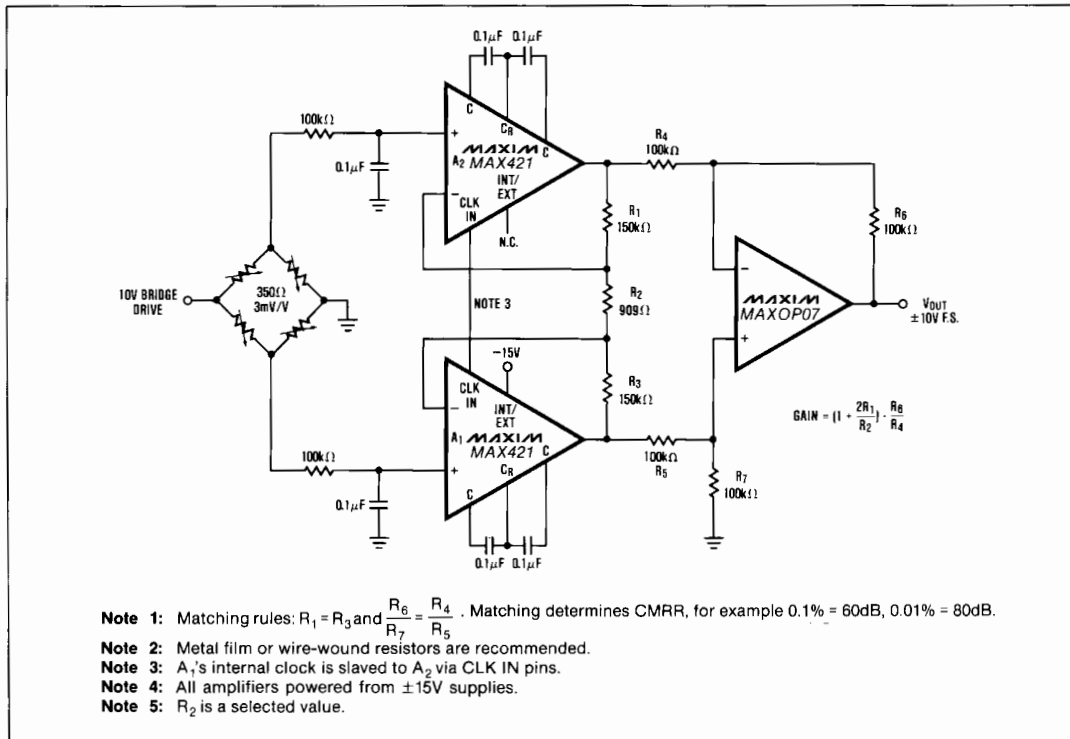 0.1µF 0.1µF
C
CR
C
100kΩ
+
A2
MAXIM
MAX421
INT/
EXT
−
CLK
IN
N.C.
0.1µF
R4
100kΩ
R1
150kΩ
R6
100kΩ
10V BRIDGE
DRIVE
350Ω
3mV/V
NOTE 3
R2
909Ω
−
MAXIM
MAXOP07
+
VOUT
±10V F.S.
−15V
CLK
IN
−
INT/
EXT
A1
MAXIM
MAX421
C
CR
+
C
R3
150kΩ
GAIN = (1 + 2R1/R2) · R6/R4
100kΩ
0.1µF
100kΩ
R5
R7
100kΩ
0.1µF 0.1µF
Note 1: Matching rules: R1 = R3 and R6/R7 = R4/R5 . Matching determines CMRR, for example 0.1% = 60dB, 0.01% = 80dB.
Note 2: Metal film or wire-wound resistors are recommended.
Note 3: A1's internal clock is slaved to A2 via CLK IN pins.
Note 4: All amplifiers powered from ±15V supplies.
Note 5: R2 is a selected value.